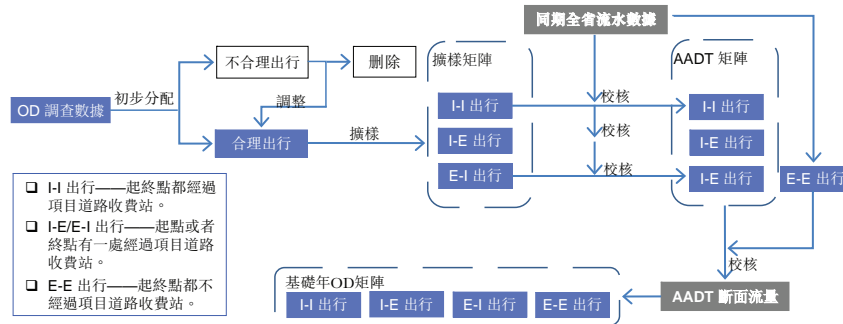 同期全省流水數據
不合理出行
刪除
擴樣矩陣
AADT 矩陣
初步分配
調整
OD 調查數據
合理出行
擴樣
I-I 出行
I-E 出行
E-I 出行
校核
校核
校核
I-I 出行
I-E 出行
I-E 出行
E-E 出行
❑ I-I 出行——起終點都經過
項目道路收費站。
❑ I-E/E-I 出行——起點或者
終點有一處經過項目道路
收費站。
❑ E-E 出行——起終點都不
經過項目道路收費站。
校核
基礎年OD矩陣
I-I 出行
I-E 出行
E-I 出行
E-E 出行
AADT 斷面流量